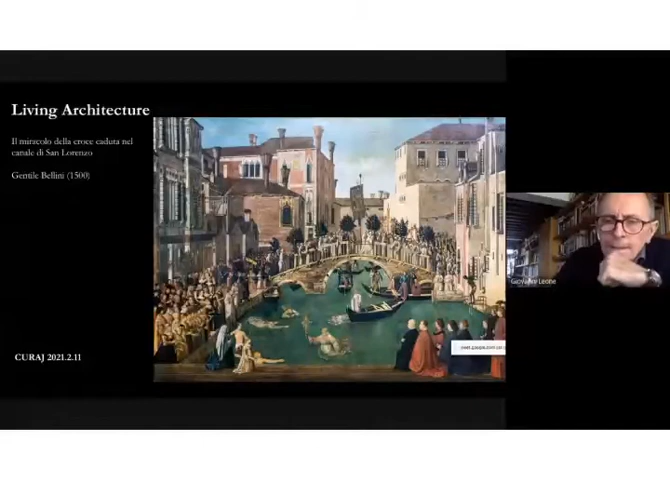 Living Architecture
Il miracolo della croce caduta nel
canale di San Lorenzo
Gentile Bellini (1500)
CURAJ 2021.2.11
Giovanni Leone